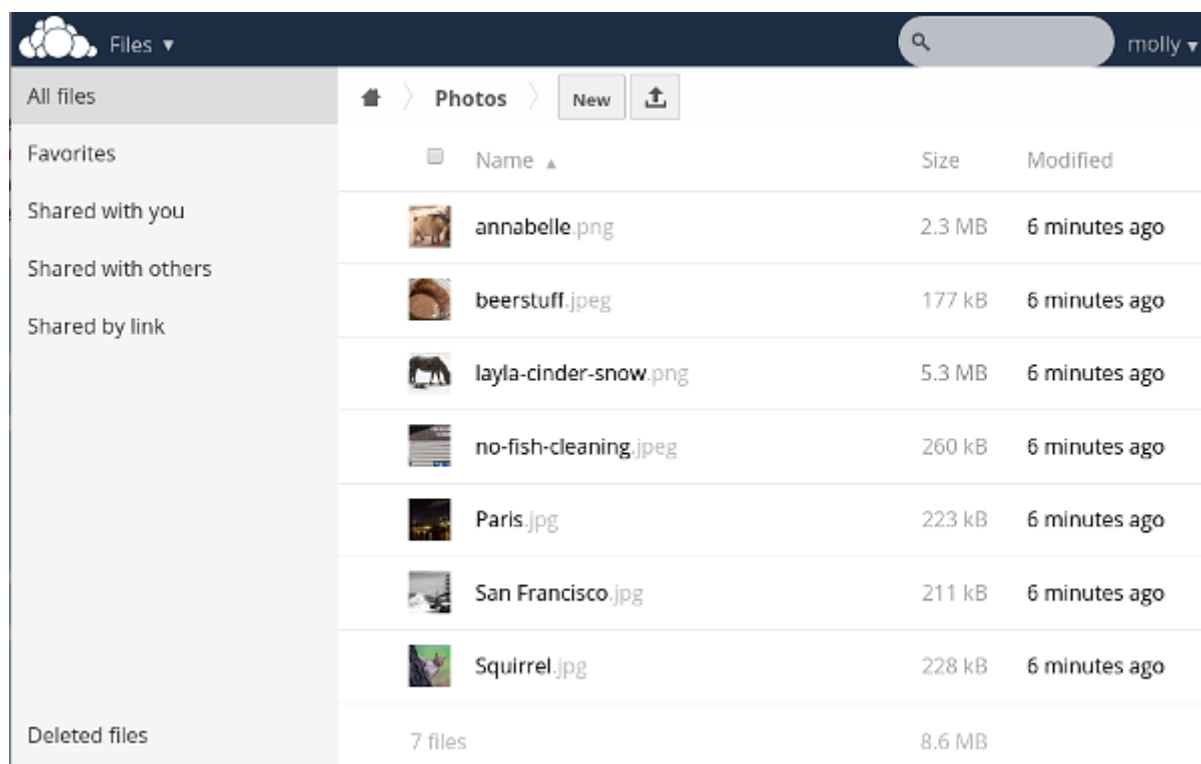 Files ▾ molly ▾
All files
Favorites
Shared with you
Shared with others
Shared by link
Deleted files
Photos New
Name ▴ Size Modified
annabelle.png 2.3 MB 6 minutes ago
beerstuff.jpeg 177 kB 6 minutes ago
layla-cinder-snow.png 5.3 MB 6 minutes ago
no-fish-cleaning.jpeg 260 kB 6 minutes ago
Paris.jpg 223 kB 6 minutes ago
San Francisco.jpg 211 kB 6 minutes ago
Squirrel.jpg 228 kB 6 minutes ago
7 files 8.6 MB